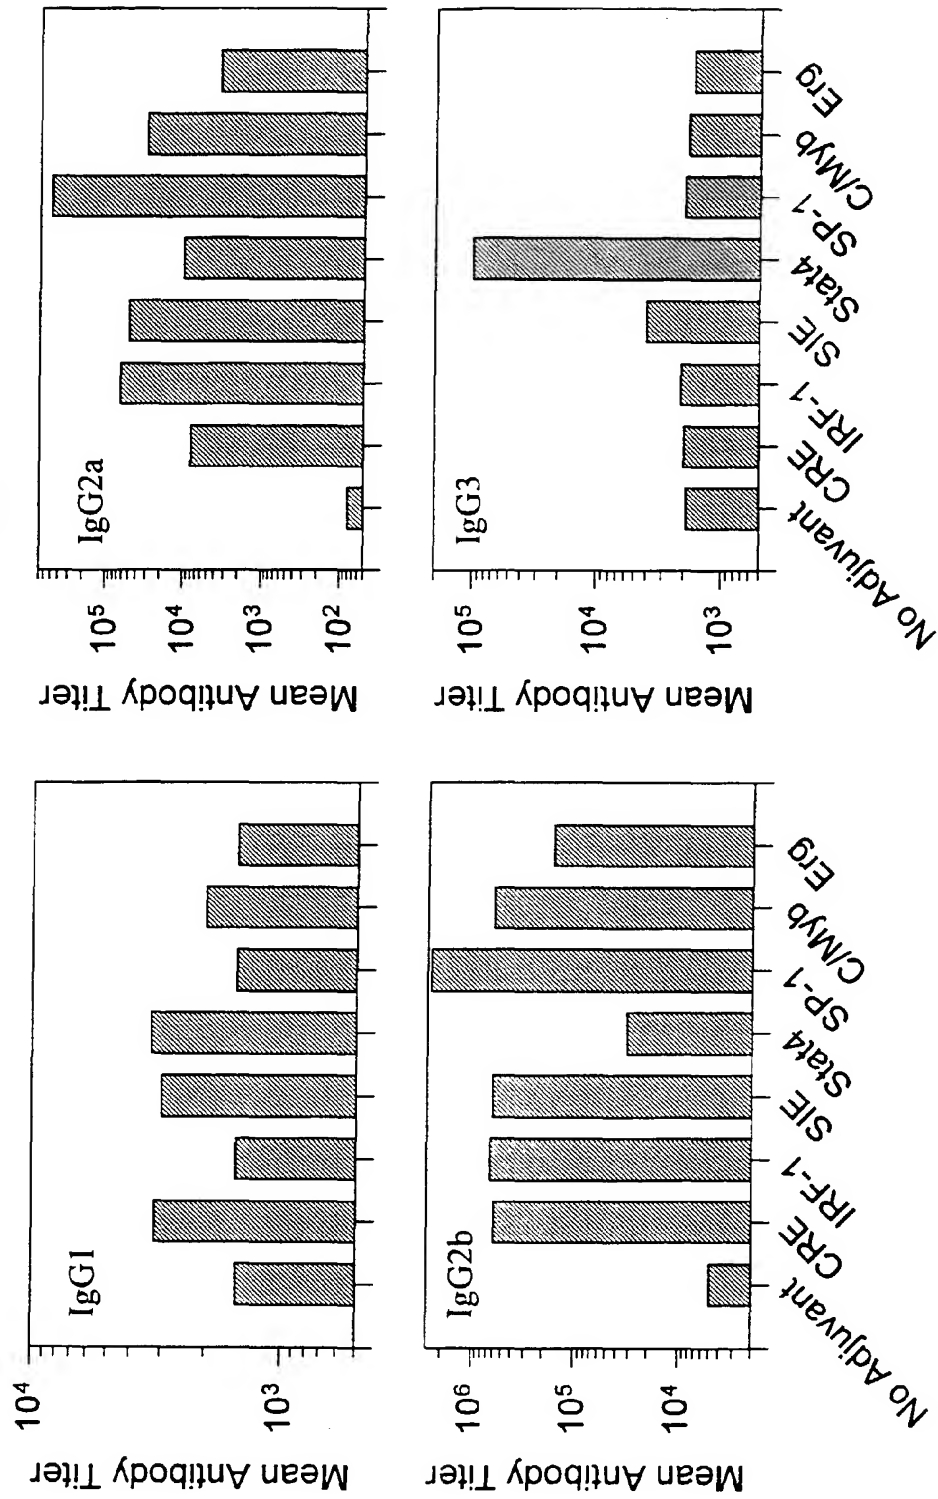 Mean Antibody Titer
10⁴
10³
IgG1
Mean Antibody Titer
10⁵
10⁴
10³
10²
IgG2a
Mean Antibody Titer
10⁶
10⁵
10⁴
IgG2b
No Adjuvant
CRE
IRF-1
SIE
Stat4
SP-1
C/Myb
Erg
Mean Antibody Titer
10⁵
10⁴
10³
IgG3
No Adjuvant
CRE
IRF-1
SIE
Stat4
SP-1
C/Myb
Erg